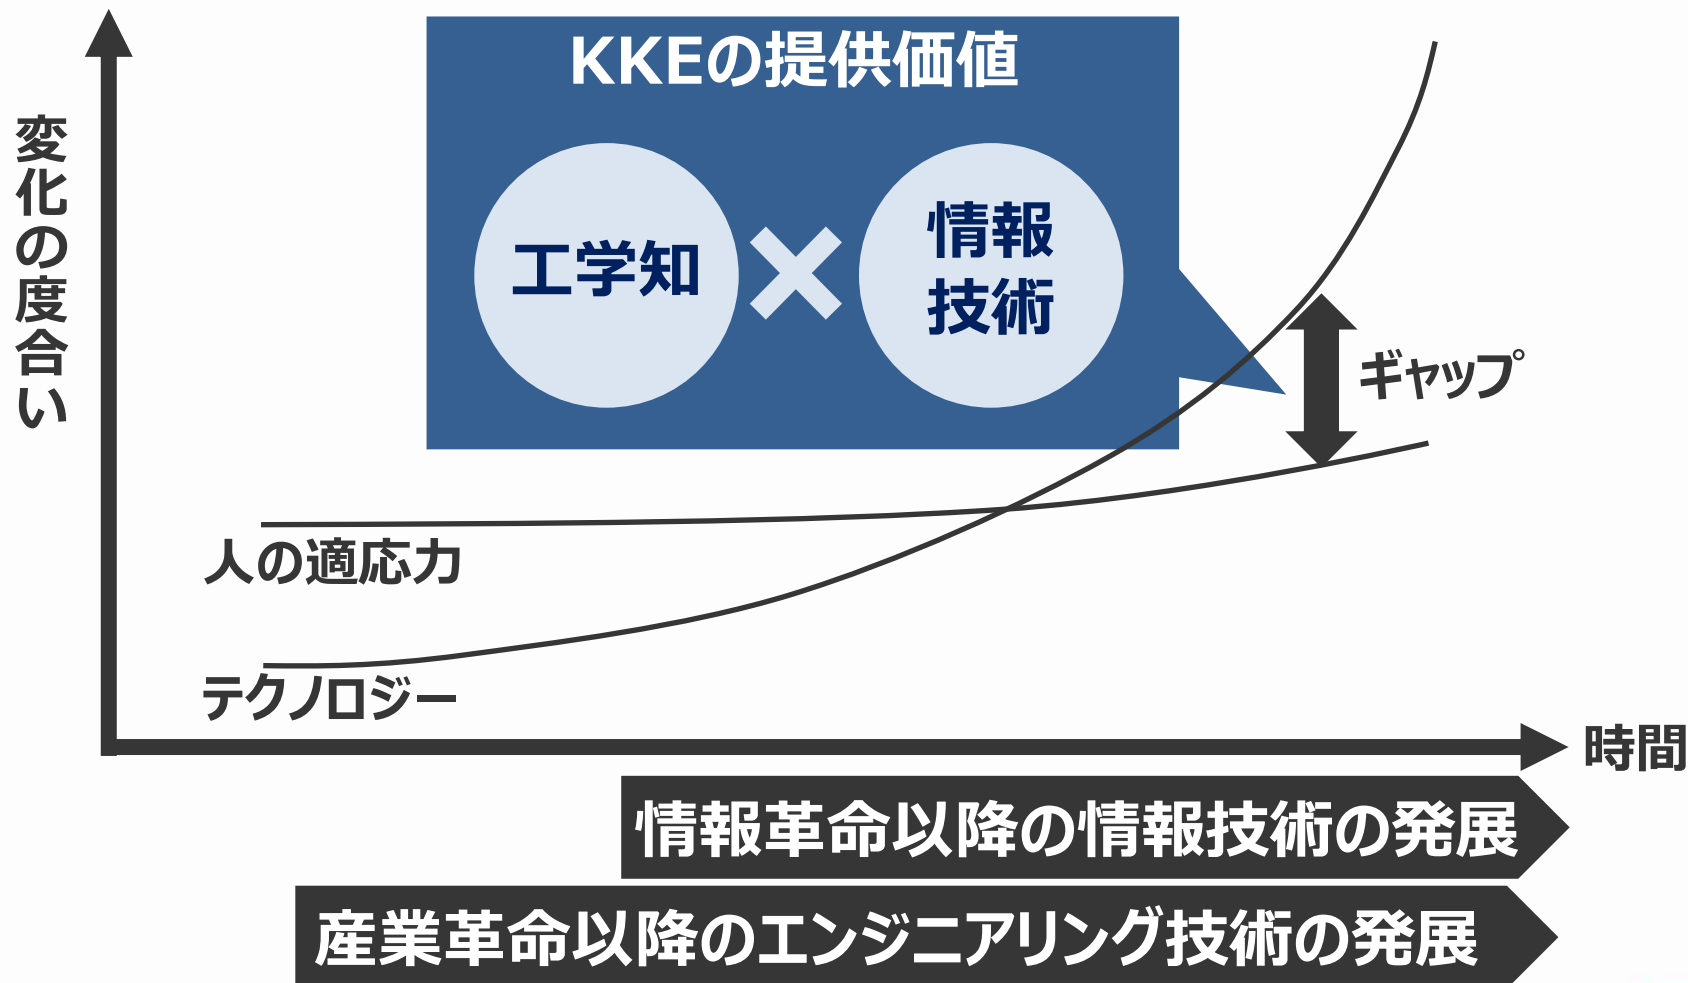 KKEの提供価値
変化の度合い
工学知
×
情報
技術
ギャップ
人の適応力
テクノロジー
時間
情報革命以降の情報技術の発展
産業革命以降のエンジニアリング技術の発展